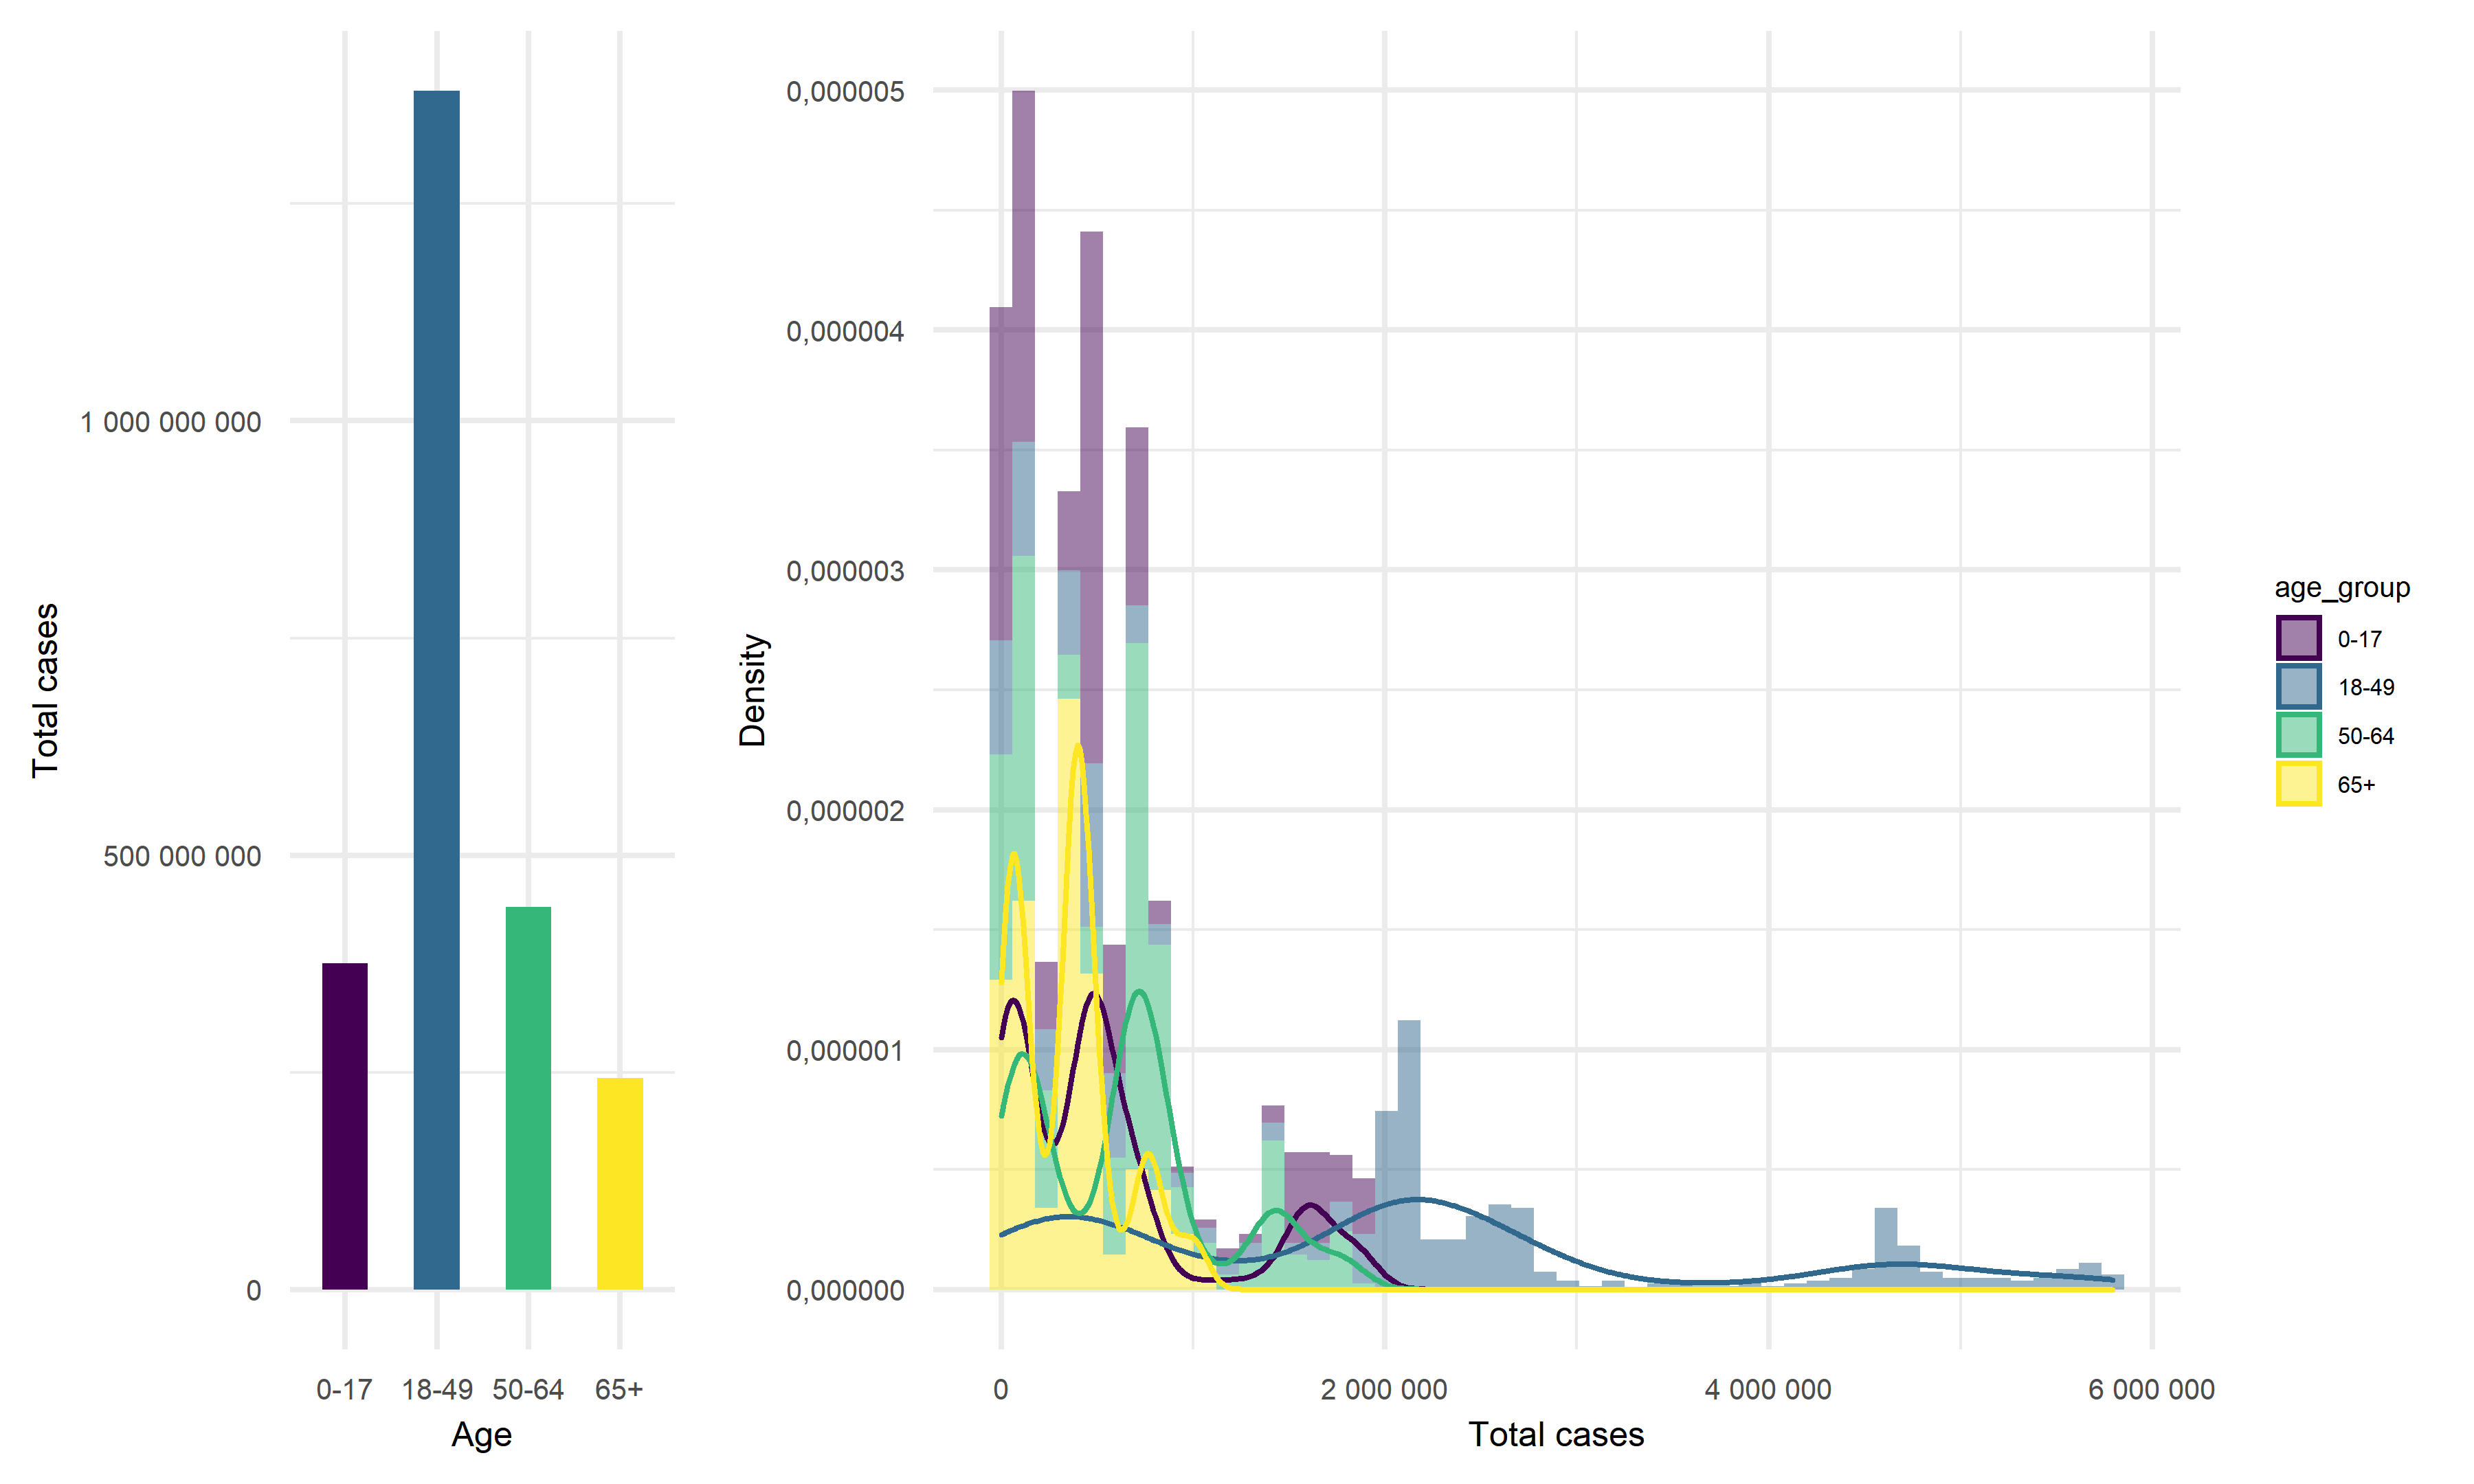 Total cases
1 000 000 000
500 000 000
0
0-17 18-49 50-64 65+
Age
Density
0,000005
0,000004
0,000003
0,000002
0,000001
0,000000
0 2 000 000 4 000 000 6 000 000
Total cases
age_group
0-17
18-49
50-64
65+